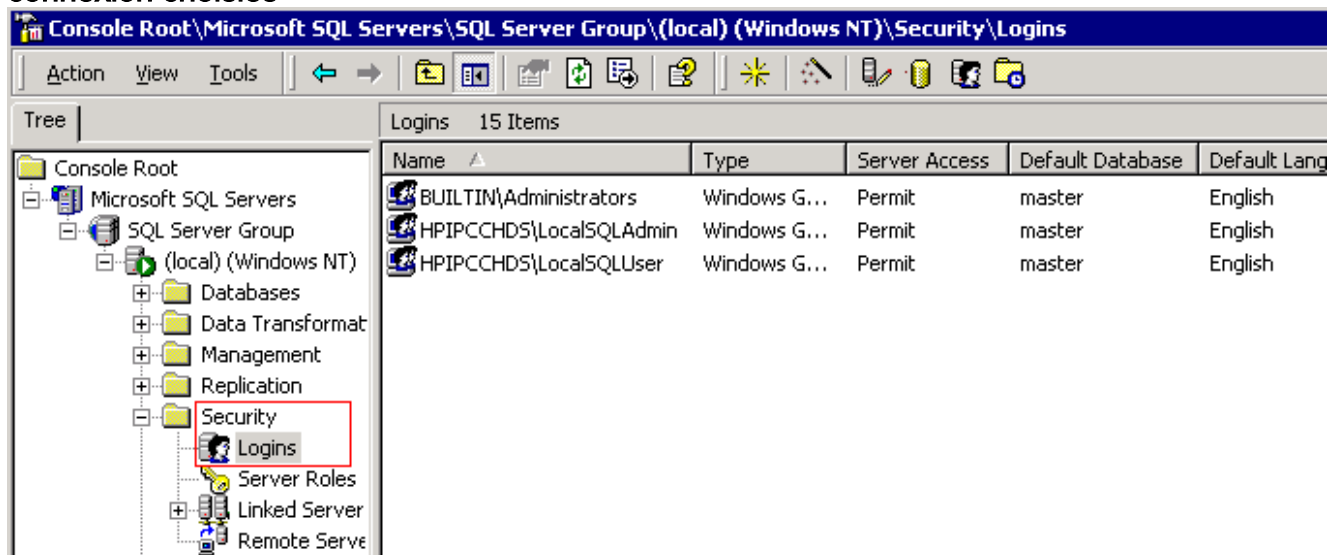 connexion choisies
Console Root\Microsoft SQL Servers\SQL Server Group\(local) (Windows NT)\Security\Logins
Action View Tools
Tree
Logins 15 Items
Console Root
Microsoft SQL Servers
SQL Server Group
(local) (Windows NT)
Databases
Data Transformat
Management
Replication
Security
Logins
Server Roles
Linked Server
Remote Serve
Name Type Server Access Default Database Default Lang
BUILTIN\Administrators Windows G... Permit master English
HPIPCCHDS\LocalSQLAdmin Windows G... Permit master English
HPIPCCHDS\LocalSQLUser Windows G... Permit master English